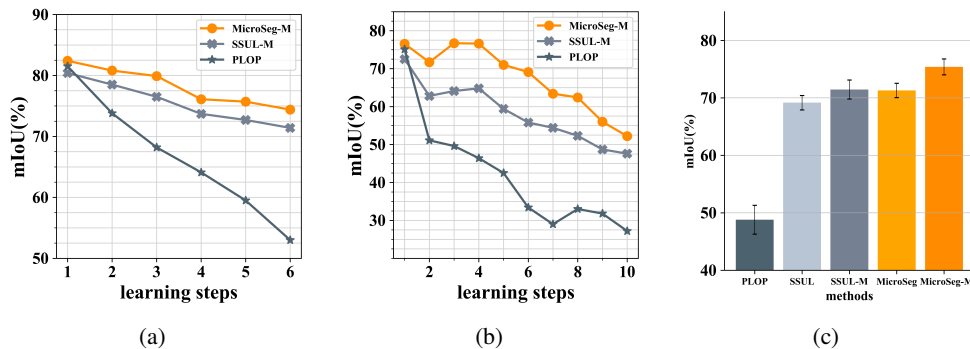 MicroSeg-M
SSUL-M
PLOP
mIoU(%)
90
80
70
60
50
1 2 3 4 5 6
learning steps
(a)
MicroSeg-M
SSUL-M
PLOP
mIoU(%)
90
80
70
60
50
40
30
2 4 6 8 10
learning steps
(b)
mIoU(%)
80
70
60
50
40
PLOP SSUL SSUL-M MicroSeg MicroSeg-M
methods
(c)